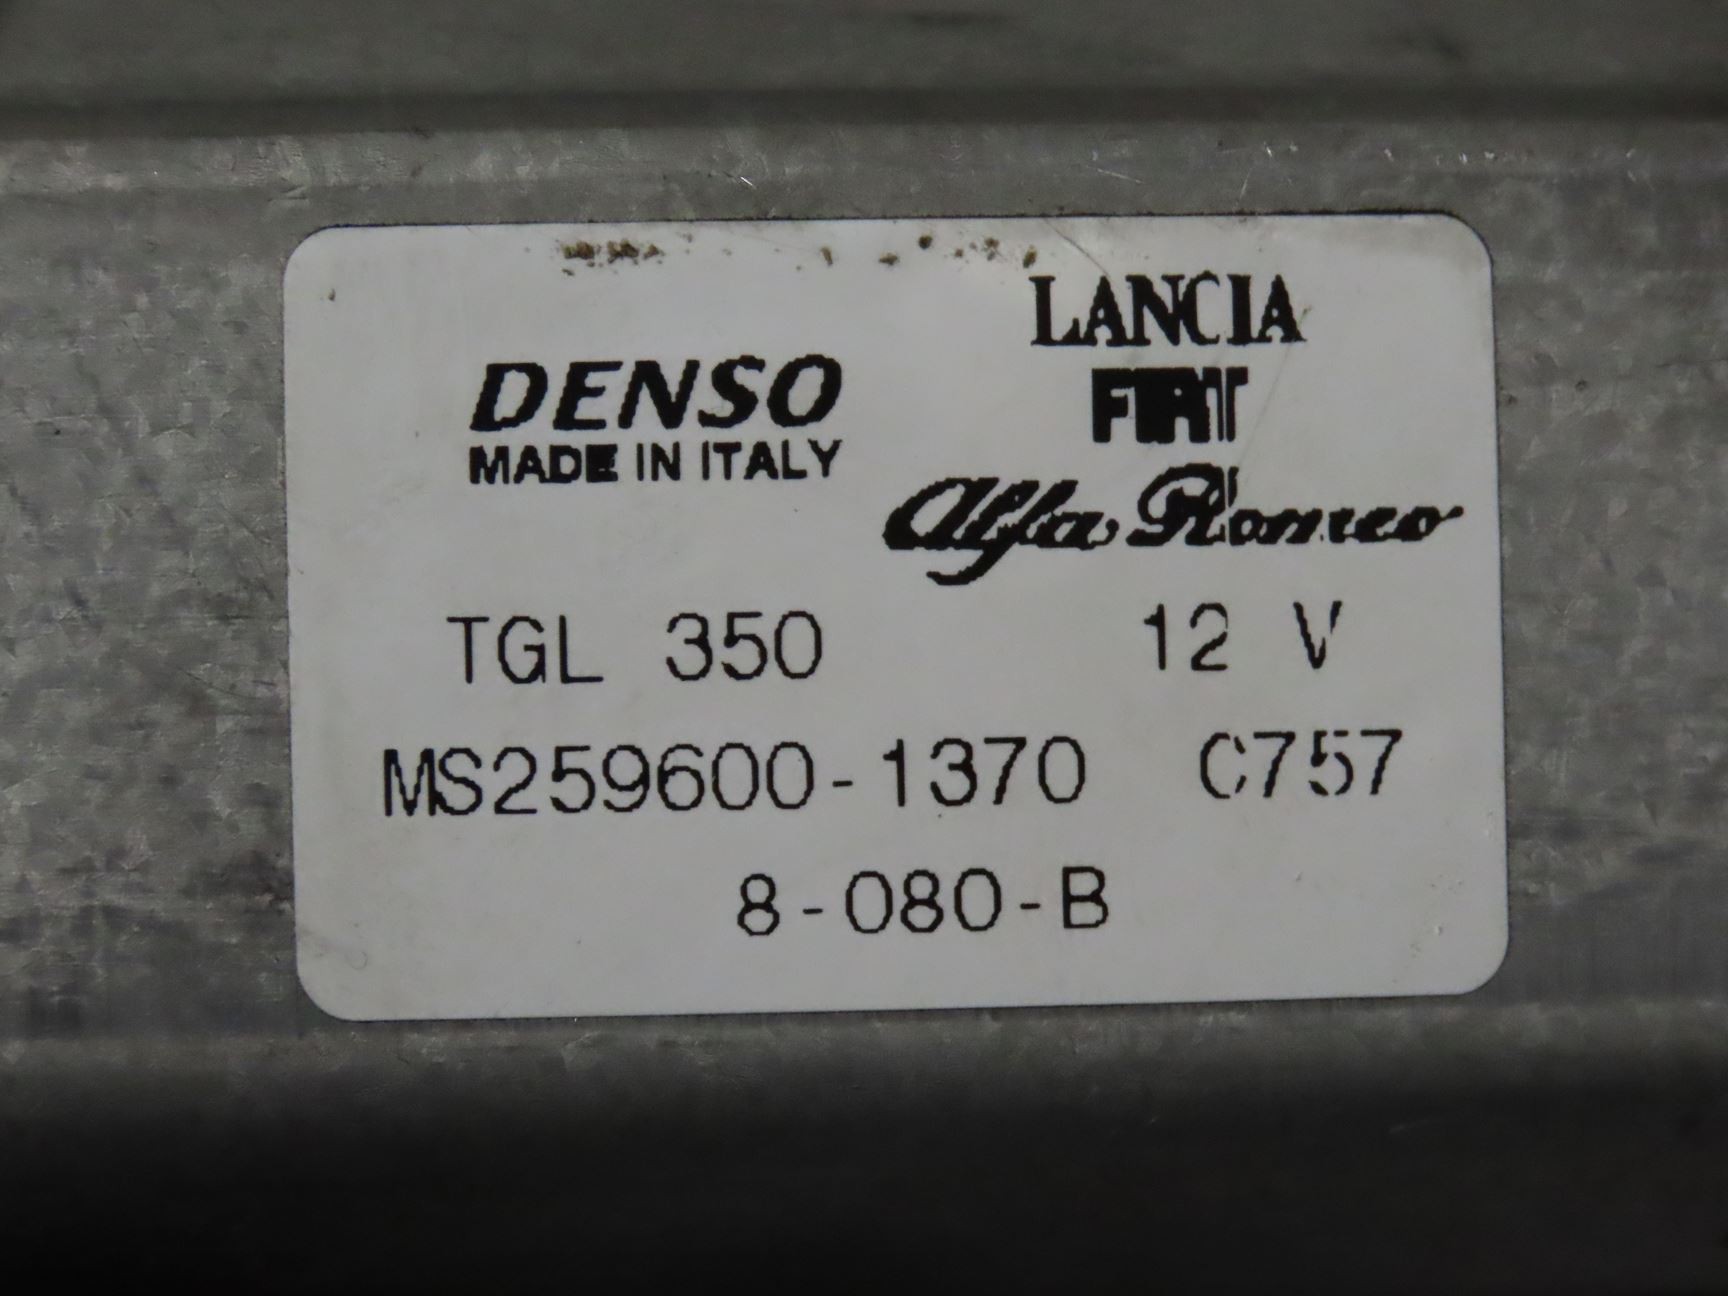 LANCIA
DENSO FIAT
MADE IN ITALY
Alfa Romeo
TGL 350 12 V
MS259600-1370 C757
8-080-B